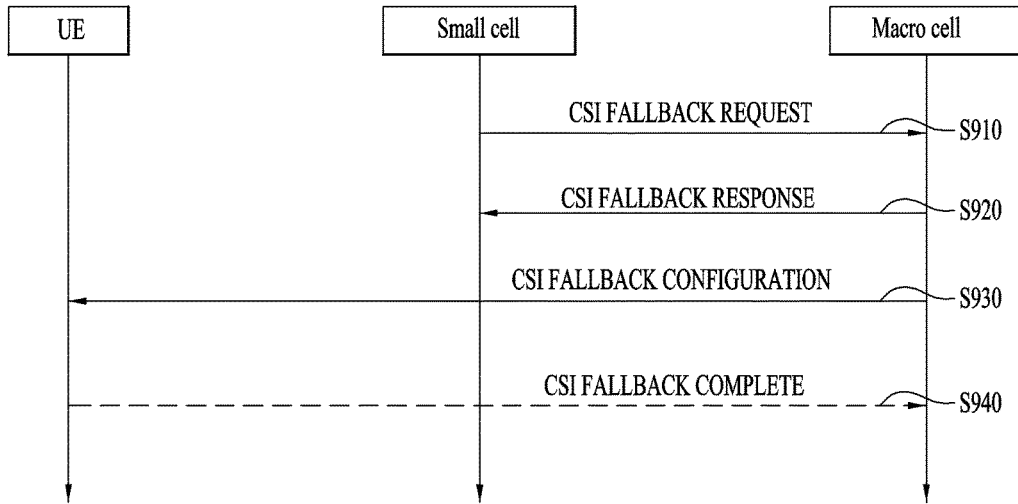 UE
Small cell
Macro cell
CSI FALLBACK REQUEST
S910
CSI FALLBACK RESPONSE
S920
CSI FALLBACK CONFIGURATION
S930
CSI FALLBACK COMPLETE
S940